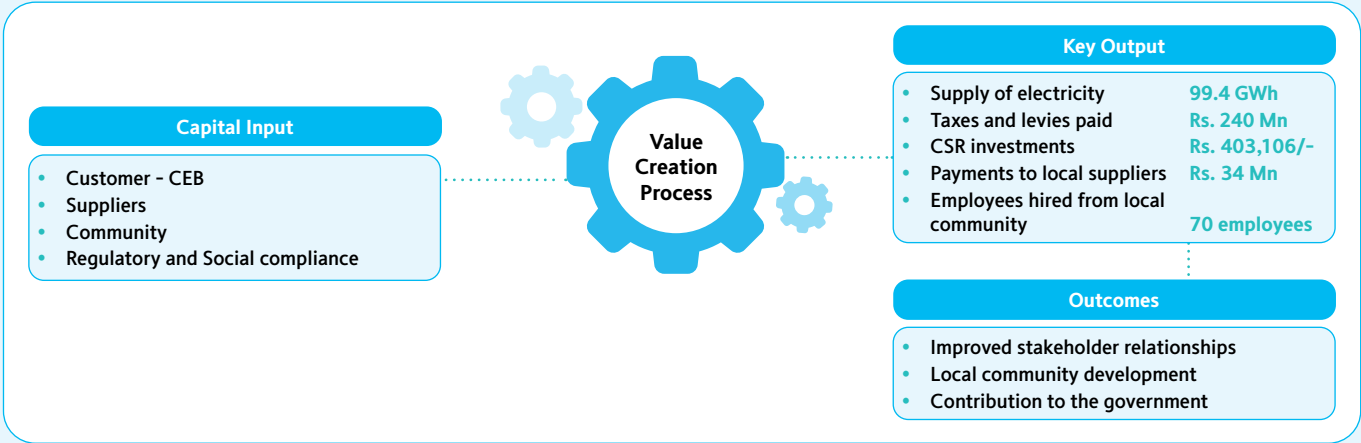 Capital Input
• Customer - CEB
• Suppliers
• Community
• Regulatory and Social compliance
Value
Creation
Process
Key Output
• Supply of electricity 99.4 GWh
• Taxes and levies paid Rs. 240 Mn
• CSR investments Rs. 403,106/-
• Payments to local suppliers Rs. 34 Mn
• Employees hired from local
community 70 employees
Outcomes
• Improved stakeholder relationships
• Local community development
• Contribution to the government